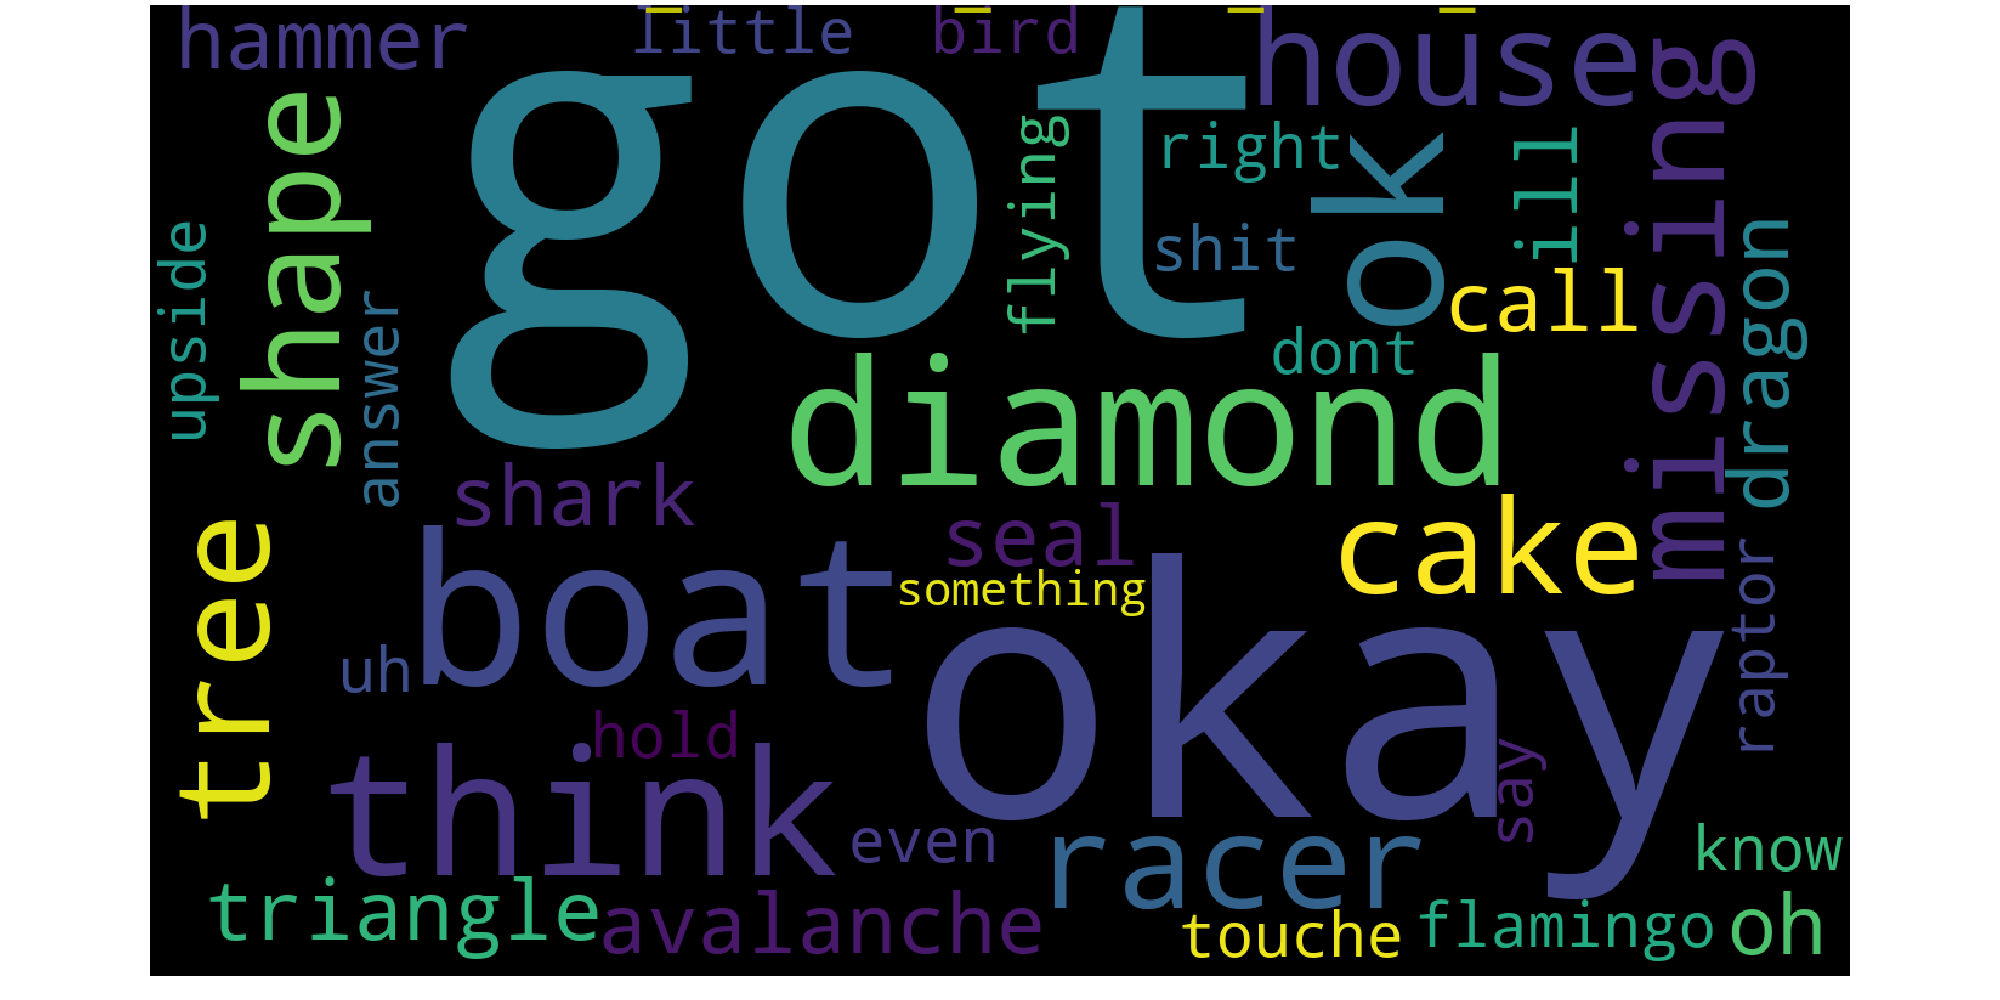 hammer
little
bird
house
got
missing
shape
flying
right
ok
ill
upside
shit
dragon
call
answer
dont
diamond
shark
seal
cake
tree
boat
something
okay
raptor
uh
hold
think
say
even
racer
know
triangle
avalanche
touche
flamingo
oh